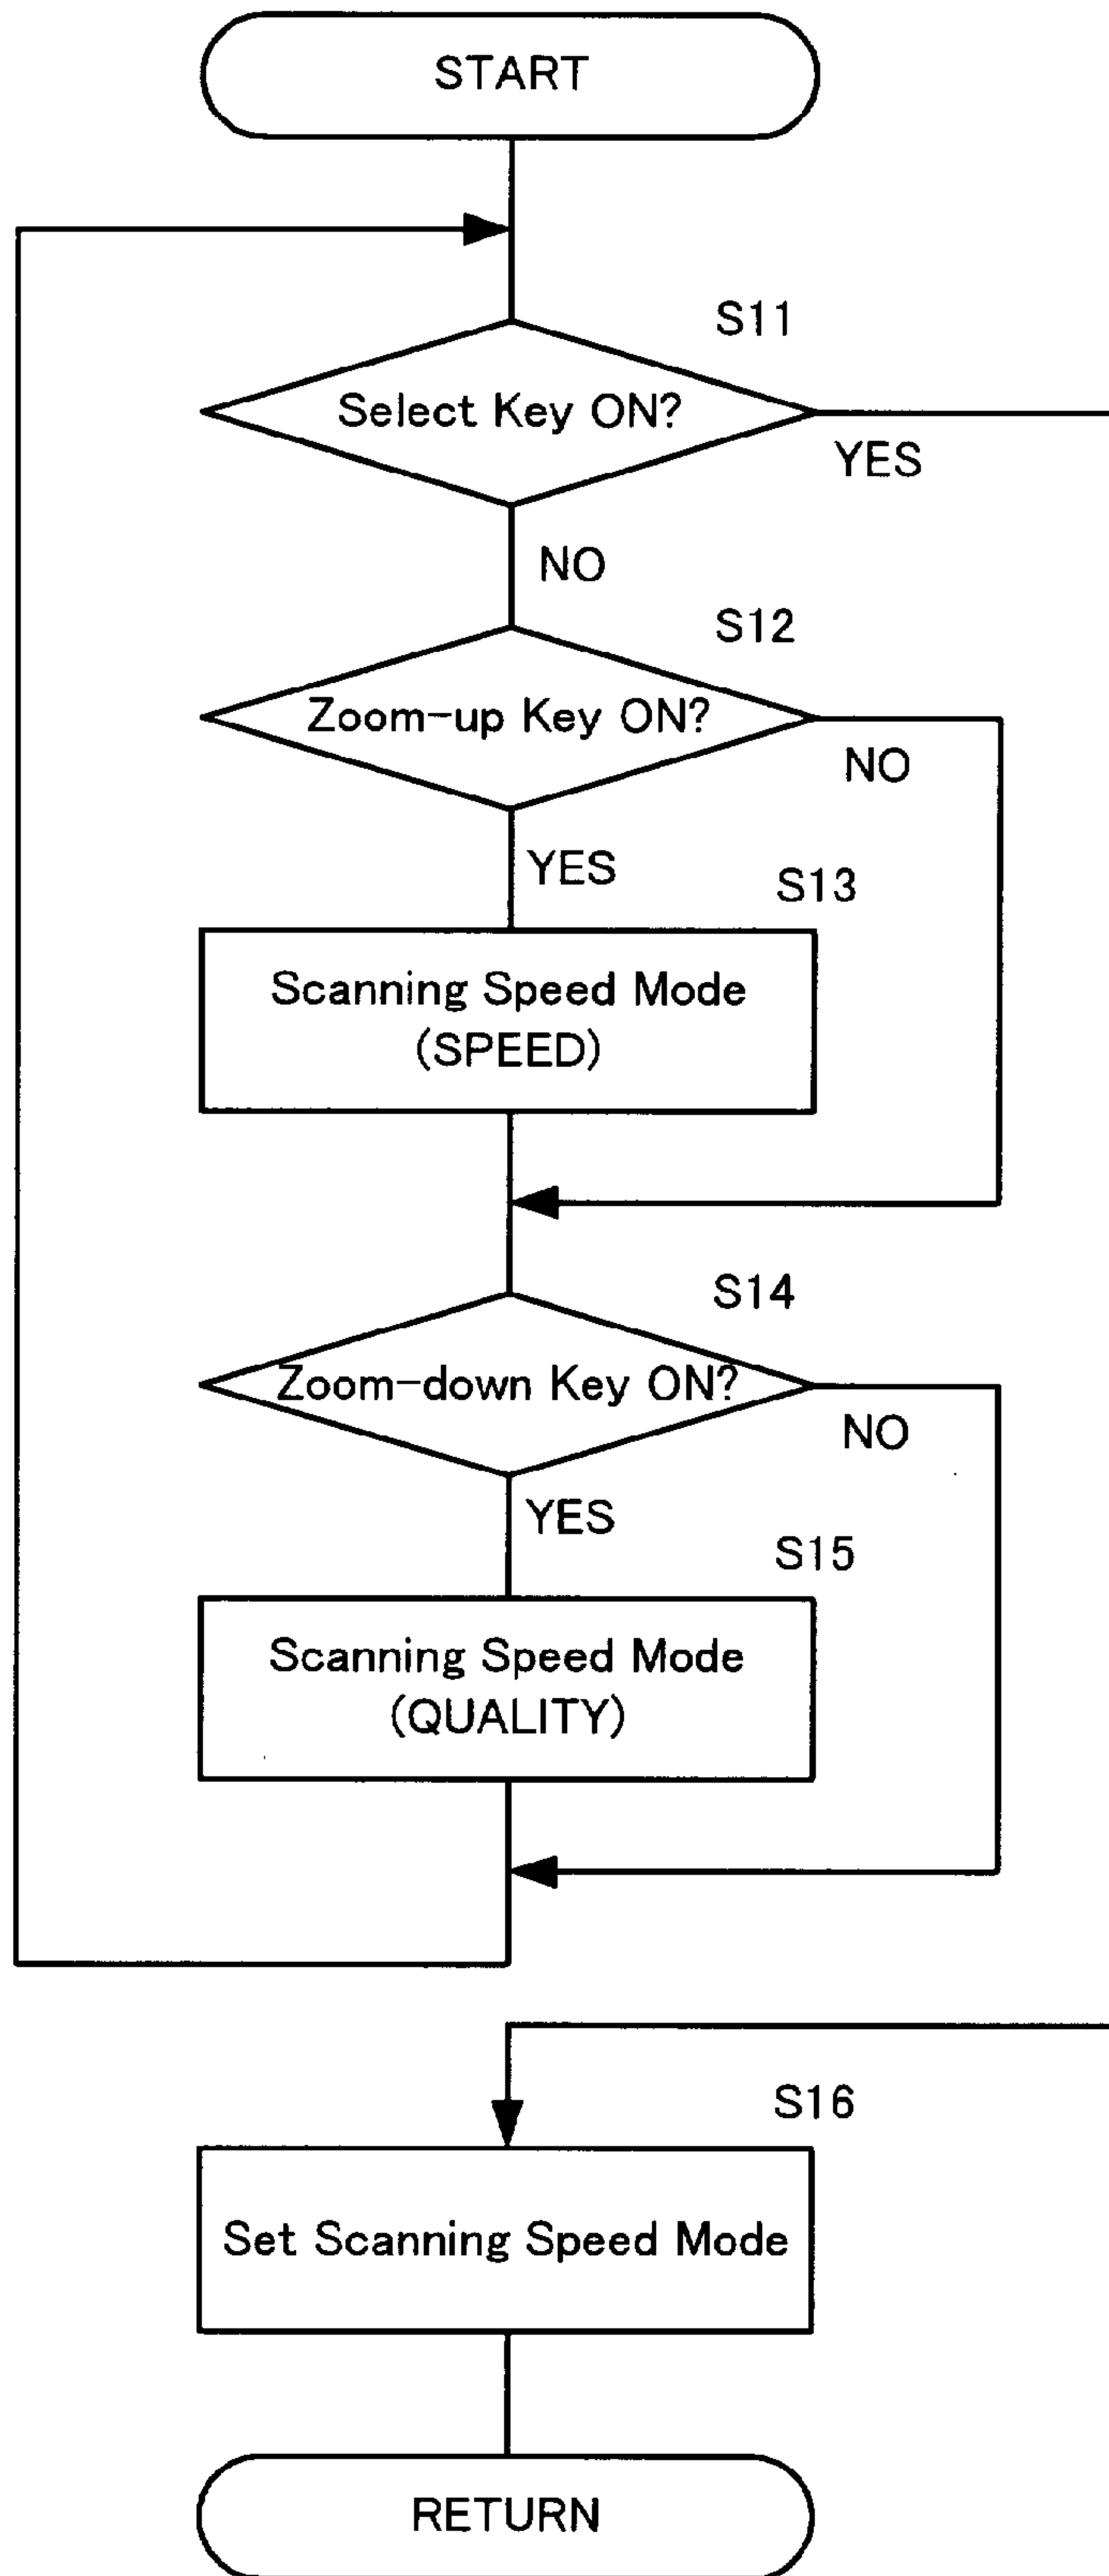 START
S11
Select Key ON?
YES
NO
S12
Zoom-up Key ON?
NO
YES
S13
Scanning Speed Mode
(SPEED)
S14
Zoom-down Key ON?
NO
YES
S15
Scanning Speed Mode
(QUALITY)
S16
Set Scanning Speed Mode
RETURN